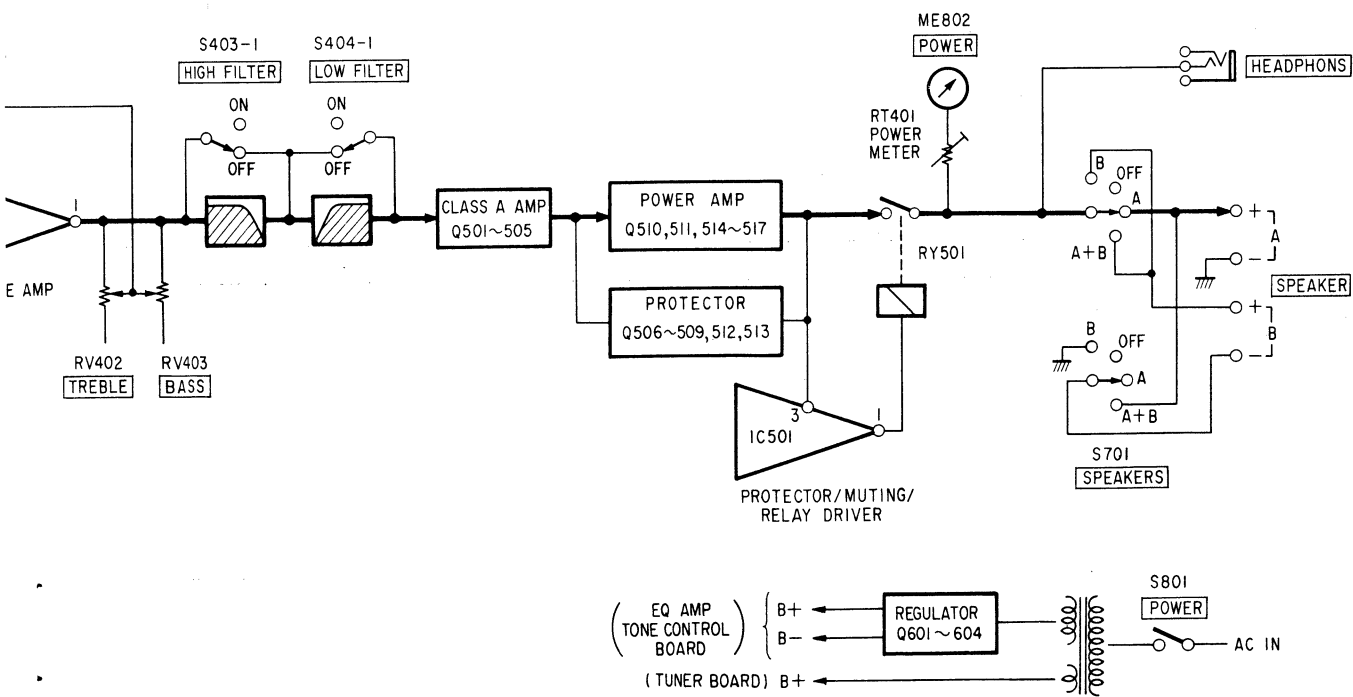 S403-1
HIGH FILTER
ON
OFF
S404-1
LOW FILTER
ON
OFF
1
E AMP
RV402
TREBLE
RV403
BASS
CLASS A AMP
Q501~505
POWER AMP
Q510,511,514~517
PROTECTOR
Q506~509,512,513
ME802
POWER
RT401
POWER
METER
RY501
3
1
IC501
PROTECTOR/MUTING/
RELAY DRIVER
HEADPHONS
B
OFF
A
A+B
+
-
A
SPEAKER
+
-
B
B
OFF
A
A+B
S701
SPEAKERS
EQ AMP
TONE CONTROL
BOARD
B+
B-
REGULATOR
Q601~604
(TUNER BOARD) B+
S801
POWER
AC IN